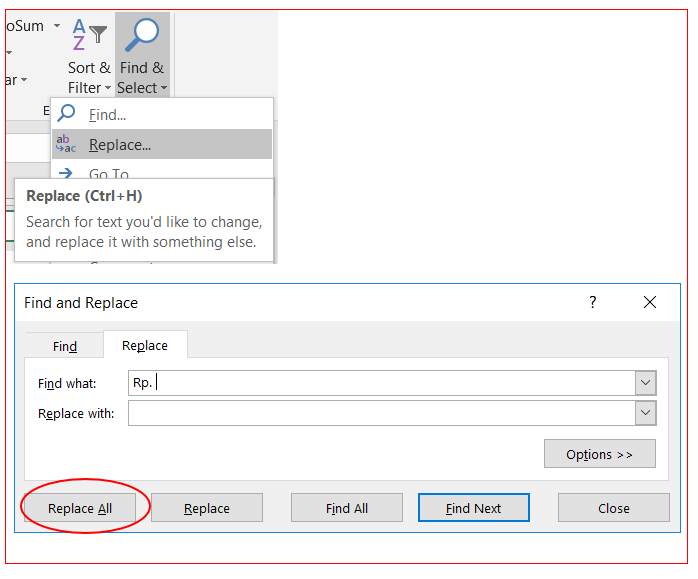 oSum
Sort & Find &
Filter Select
ar
E
Find...
ab
ac
Replace...
Go To
Replace (Ctrl+H)
Search for text you'd like to change,
and replace it with something else.
Find and Replace
?
Find
Replace
Find what:
Rp.
Replace with:
Options >>
Replace All
Replace
Find All
Find Next
Close